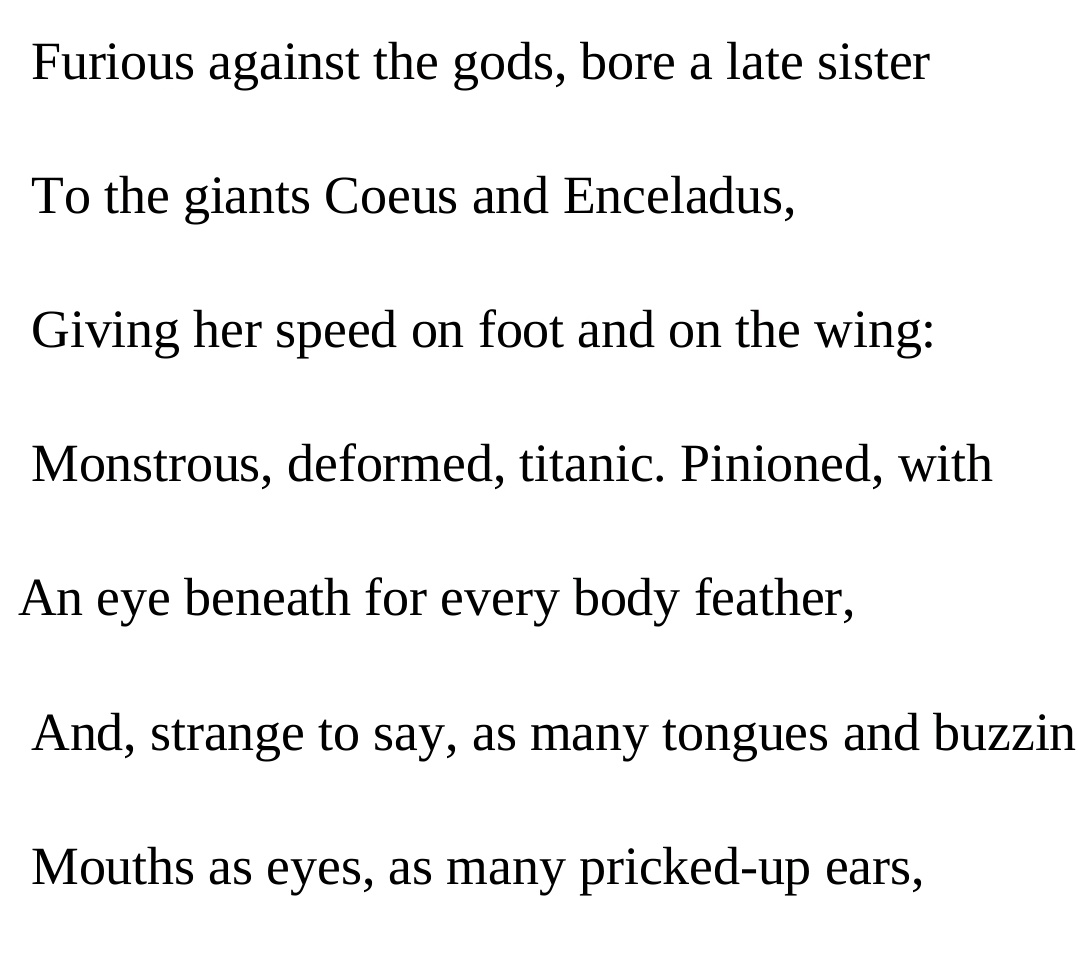 Furious against the gods, bore a late sister
To the giants Coeus and Enceladus,
Giving her speed on foot and on the wing:
Monstrous, deformed, titanic. Pinioned, with
An eye beneath for every body feather,
And, strange to say, as many tongues and buzzin
Mouths as eyes, as many pricked-up ears,